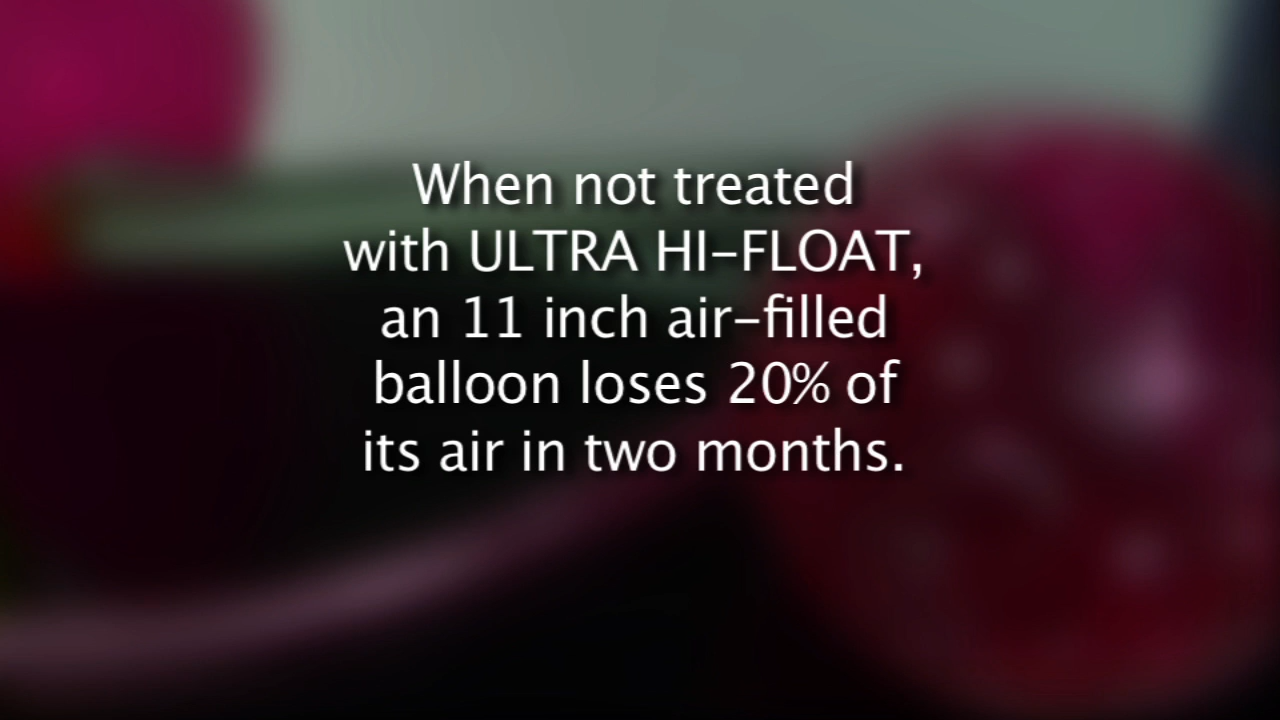 When not treated
with ULTRA HI-FLOAT,
an 11 inch air-filled
balloon loses 20% of
its air in two months.